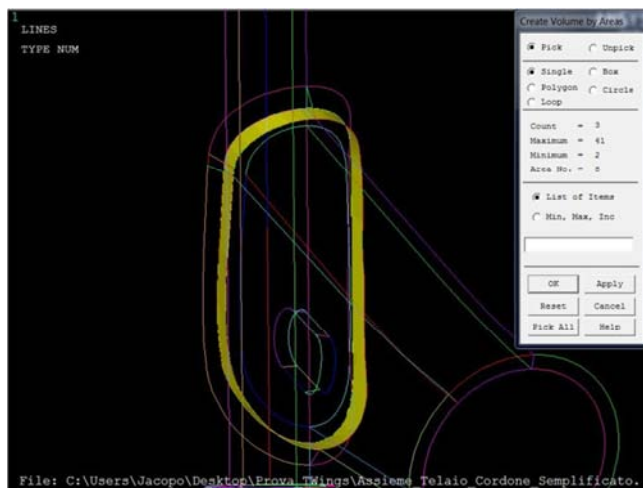 1
LINES
TYPE NUM
File: C:\Users\Jacopo\Desktop\Prova_TWings\Assieme_Telaio_Cordone_Semplificato.
Create Volume by Areas
Pick Unpick
Single Box
Polygon Circle
Loop
Count = 3
Maximum = 41
Minimum = 2
Area No. = 8
List of Items
Min, Max, Inc
OK Apply
Reset Cancel
Pick All Help